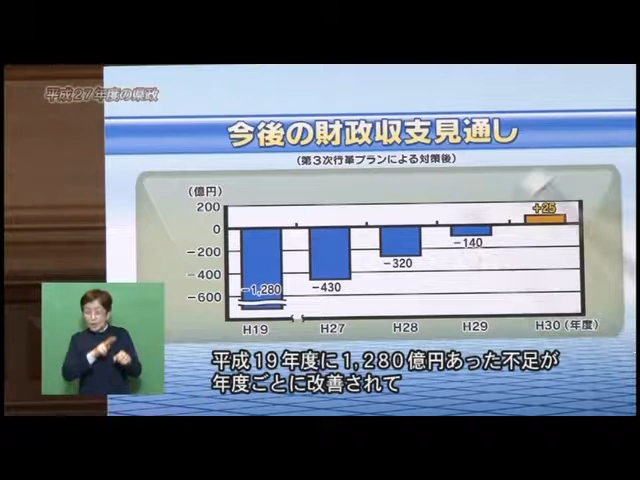 平成27年度の県政
今後の財政収支見通し
(第3次行革プランによる対策後)
(億円)
200
0
−200
−400
−600
−1,280
−430
−320
−140
+25
H19 H27 H28 H29 H30(年度)
平成19年度に1,280億円あった不足が
年度ごとに改善されて